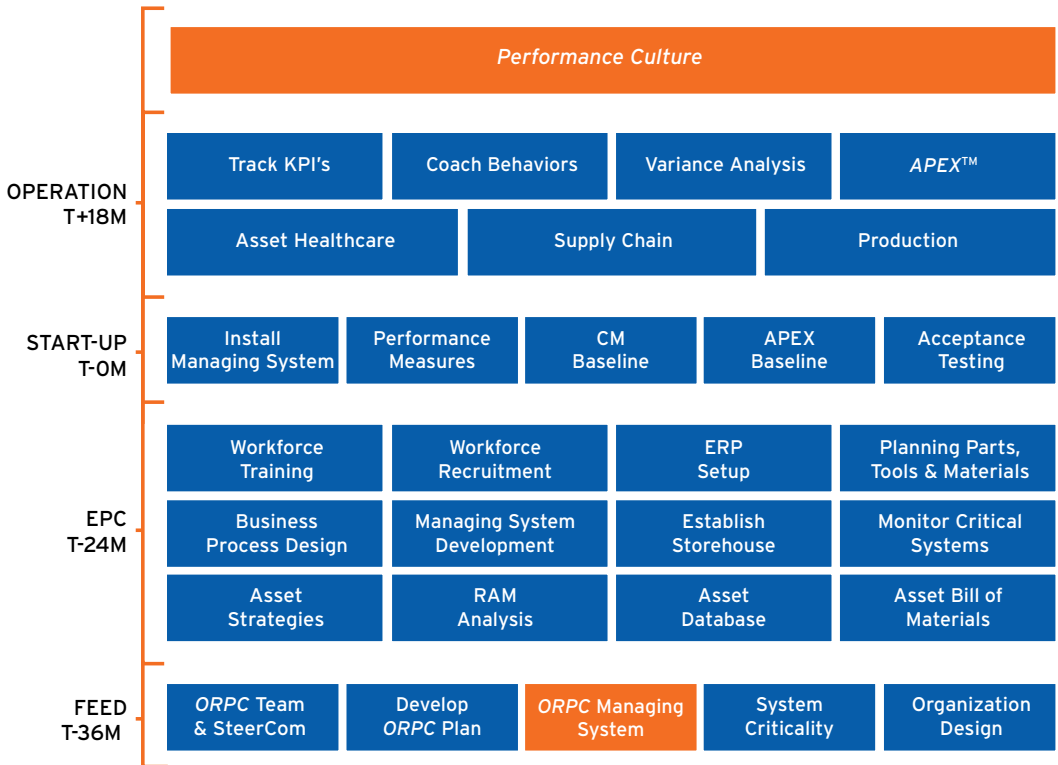 Performance Culture
OPERATION
T+18M
Track KPI's
Coach Behaviors
Variance Analysis
APEX™
Asset Healthcare
Supply Chain
Production
START-UP
T-0M
Install
Managing System
Performance
Measures
CM
Baseline
APEX
Baseline
Acceptance
Testing
EPC
T-24M
Workforce
Training
Workforce
Recruitment
ERP
Setup
Planning Parts,
Tools & Materials
Business
Process Design
Managing System
Development
Establish
Storehouse
Monitor Critical
Systems
Asset
Strategies
RAM
Analysis
Asset
Database
Asset Bill of
Materials
FEED
T-36M
ORPC Team
& SteerCom
Develop
ORPC Plan
ORPC Managing
System
System
Criticality
Organization
Design